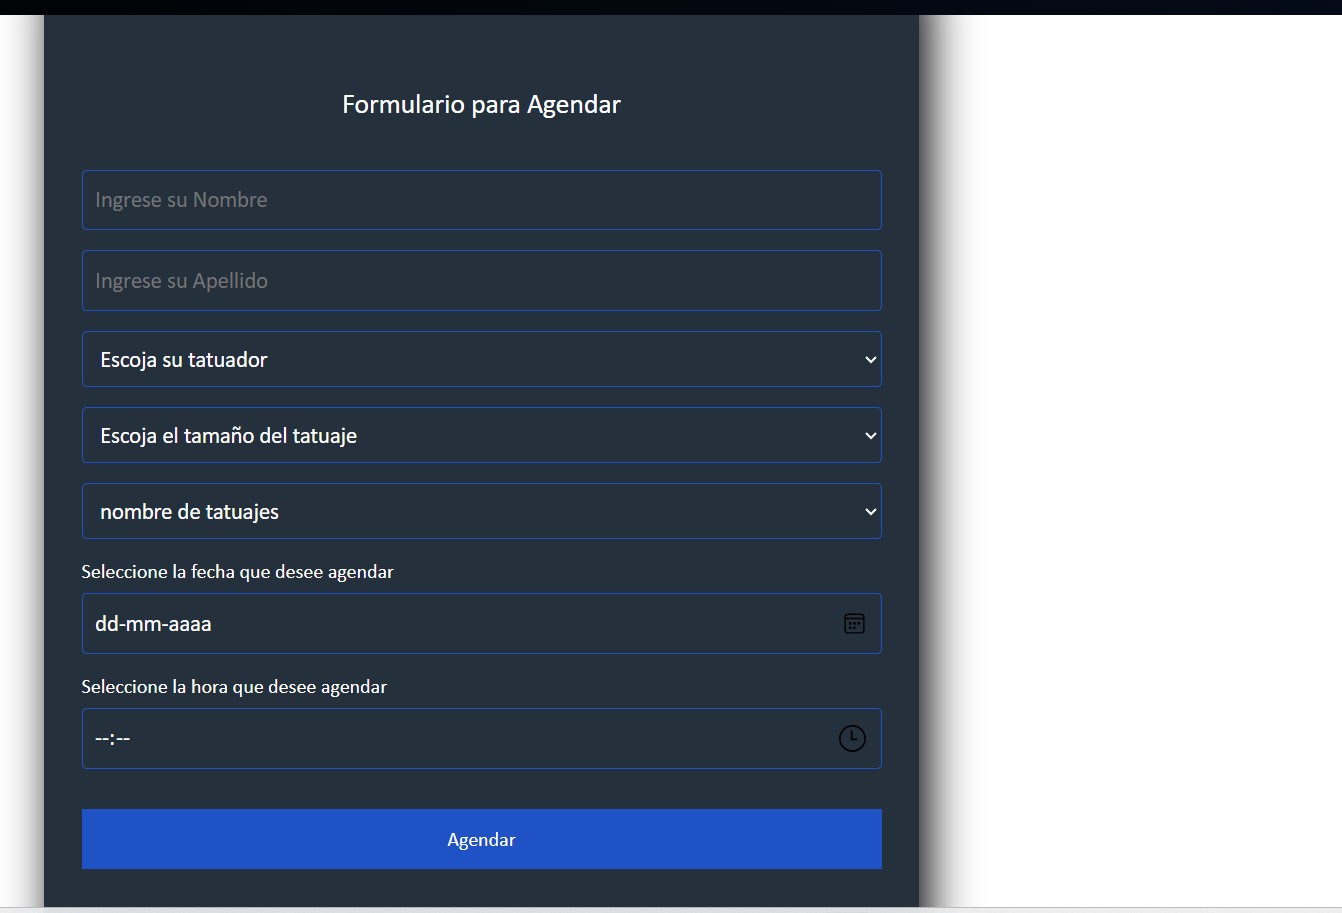 Formulario para Agendar
Ingrese su Nombre
Ingrese su Apellido
Escoja su tatuador
Escoja el tamaño del tatuaje
nombre de tatuajes
Seleccione la fecha que desee agendar
dd-mm-aaaa
Seleccione la hora que desee agendar
--:--
Agendar